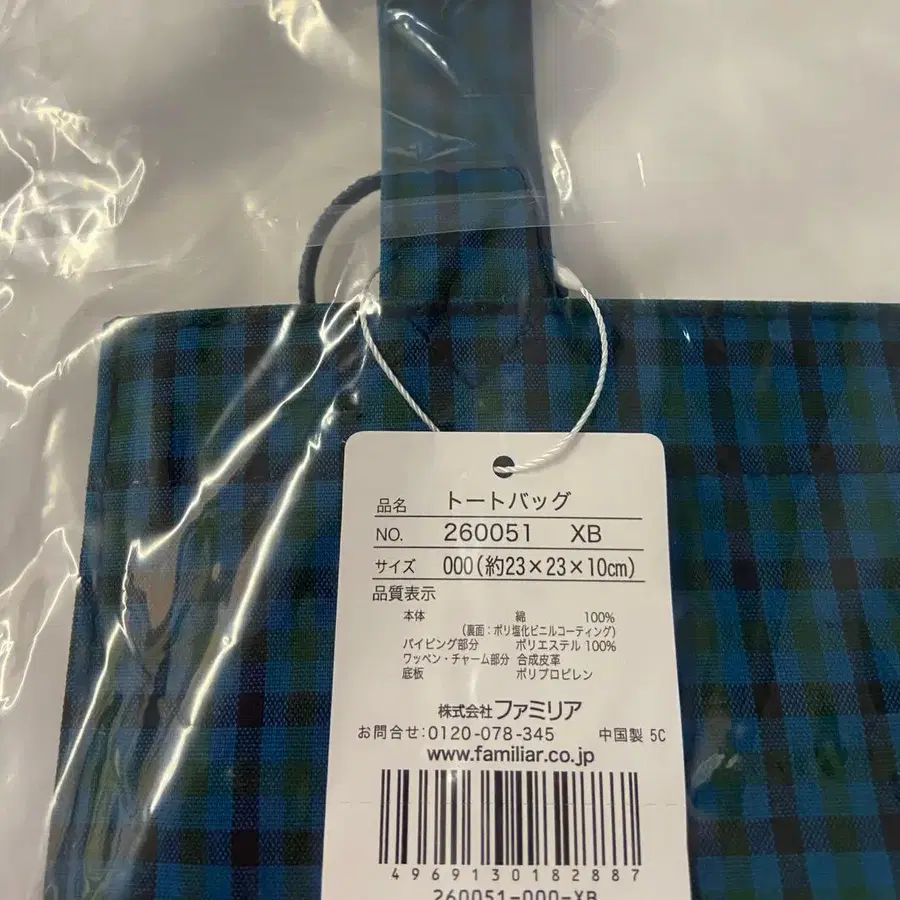 品名 トートバッグ
NO. 260051 XB
サイズ 000(約23×23×10cm)
品質表示
本体 綿 100%
(裏面:ポリ塩化ビニルコーティング)
パイピング部分 ポリエステル 100%
ワッペン・チャーム部分 合成皮革
底板 ポリプロピレン
株式会社ファミリア
お問合せ:0120-078-345 中国製 5C
www.familiar.co.jp
4969130182887
260051-000-XB